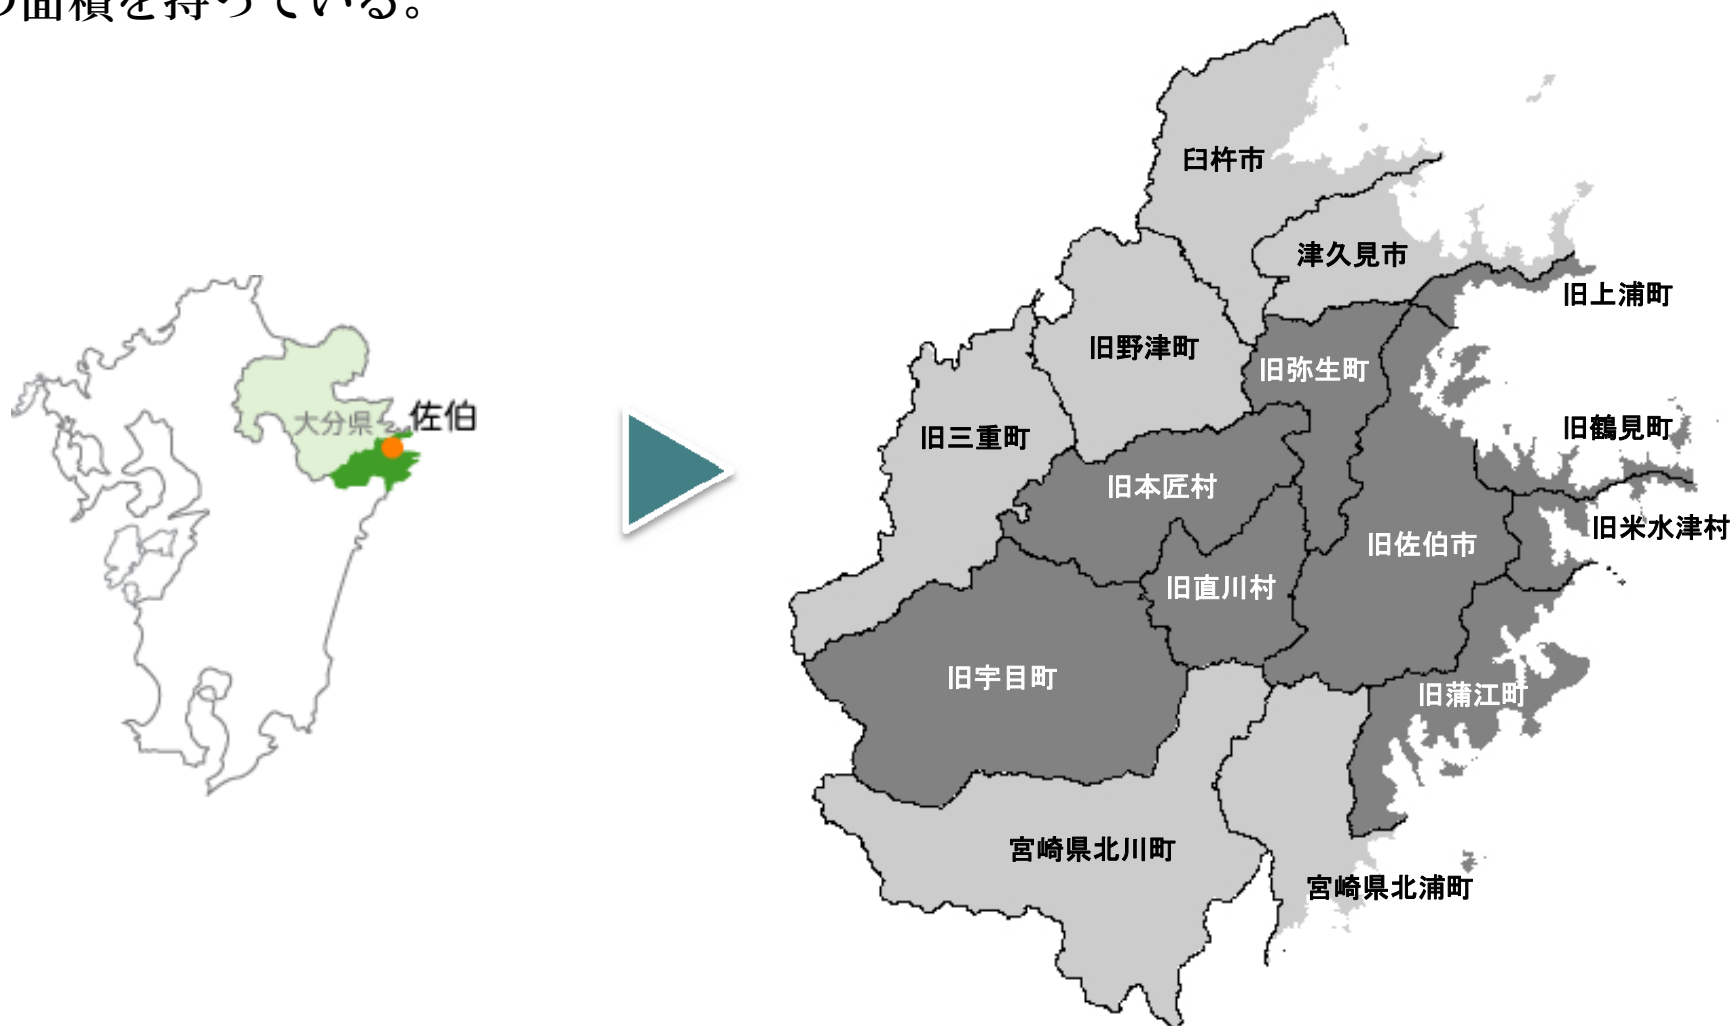 の面積を持っている。
大分県
佐伯
臼杵市
津久見市
旧上浦町
旧野津町
旧弥生町
旧三重町
旧鶴見町
旧本匠村
旧米水津村
旧佐伯市
旧直川村
旧宇目町
旧蒲江町
宮崎県北川町
宮崎県北浦町